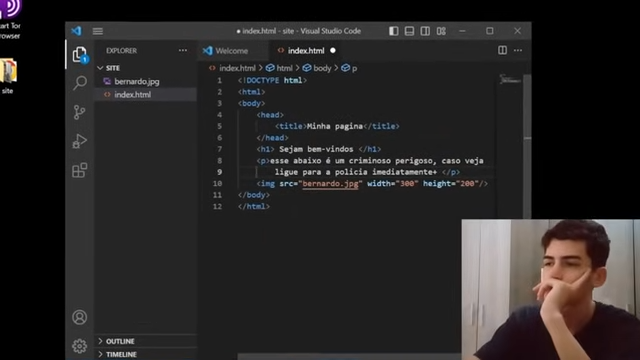 Start Tor
Browser
site
index.html - site - Visual Studio Code
EXPLORER
Welcome
index.html
SITE
bernardo.jpg
index.html
index.html > html > body > p
1 <!DOCTYPE html>
2 <html>
3 <body>
4 <head>
5 <title>Minha pagina</title>
6 </head>
7 <h1> Sejam bem-vindos </h1>
8 <p>esse abaixo é um criminoso perigoso, caso veja
9 ligue para a policia imediatamente+ </p>
10 <img src="bernardo.jpg" width="300" height="200"/>
11 </body>
12 </html>
OUTLINE
TIMELINE